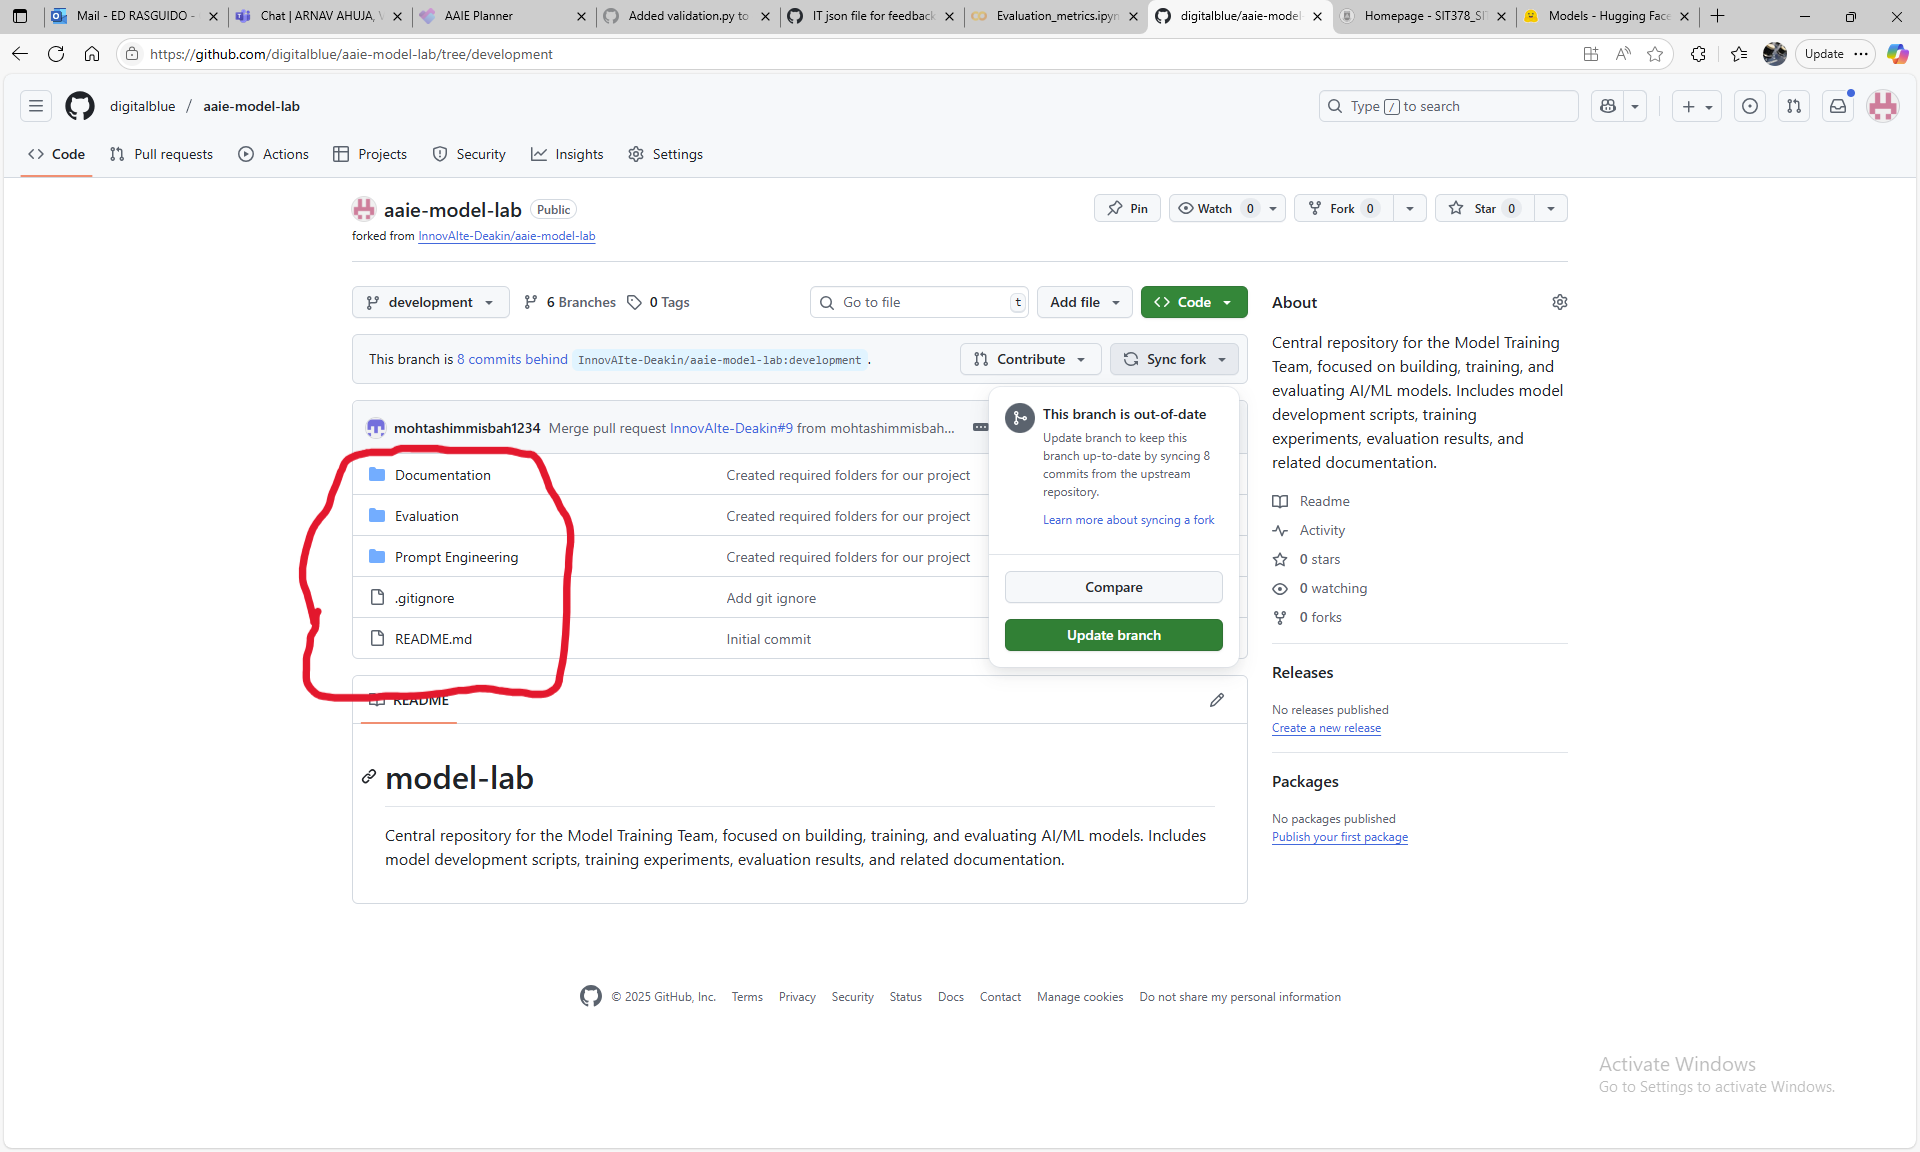 Mail - ED RASGUIDO -
Chat | ARNAV AHUJA, V
AAIE Planner
Added validation.py to
IT json file for feedback
Evaluation_metrics.ipyn
digitalblue/aaie-model-
Homepage - SIT378_SI
Models - Hugging Face
https://github.com/digitalblue/aaie-model-lab/tree/development
Update
digitalblue / aaie-model-lab
Type / to search
Code
Pull requests
Actions
Projects
Security
Insights
Settings
aaie-model-lab Public
forked from InnovAIte-Deakin/aaie-model-lab
Pin
Watch 0
Fork 0
Star 0
development
6 Branches
0 Tags
Go to file t
Add file
Code
This branch is 8 commits behind InnovAIte-Deakin/aaie-model-lab:development .
Contribute
Sync fork
mohtashimmisbah1234 Merge pull request InnovAIte-Deakin#9 from mohtashimmisbah...
Documentation Created required folders for our project
Evaluation Created required folders for our project
Prompt Engineering Created required folders for our project
.gitignore Add git ignore
README.md Initial commit
This branch is out-of-date
Update branch to keep this
branch up-to-date by syncing 8
commits from the upstream
repository.
Learn more about syncing a fork
Compare
Update branch
README
model-lab
Central repository for the Model Training Team, focused on building, training, and evaluating AI/ML models. Includes
model development scripts, training experiments, evaluation results, and related documentation.
About
Central repository for the Model Training
Team, focused on building, training, and
evaluating AI/ML models. Includes model
development scripts, training
experiments, evaluation results, and
related documentation.
Readme
Activity
0 stars
0 watching
0 forks
Releases
No releases published
Create a new release
Packages
No packages published
Publish your first package
© 2025 GitHub, Inc. Terms Privacy Security Status Docs Contact Manage cookies Do not share my personal information
Activate Windows
Go to Settings to activate Windows.